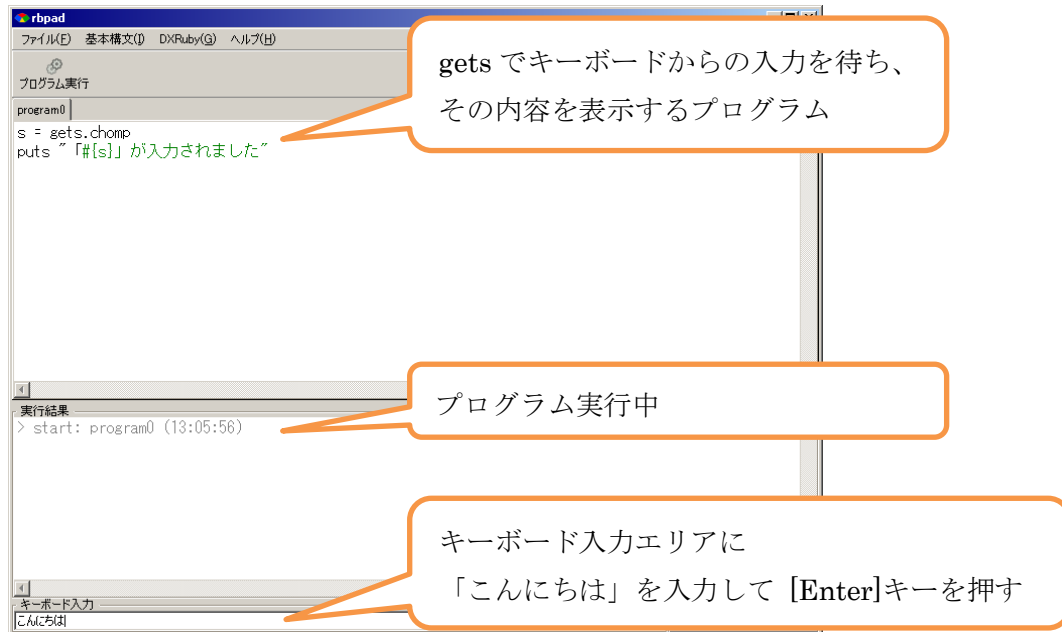 rbpad
ファイル(F) 基本構文(I) DXRuby(G) ヘルプ(H)
プログラム実行
program0
s = gets.chomp
puts "「#{s}」が入力されました"
gets でキーボードからの入力を待ち、
その内容を表示するプログラム
実行結果
> start: program0 (13:05:56)
プログラム実行中
キーボード入力
こんにちは
キーボード入力エリアに
「こんにちは」を入力して [Enter]キーを押す